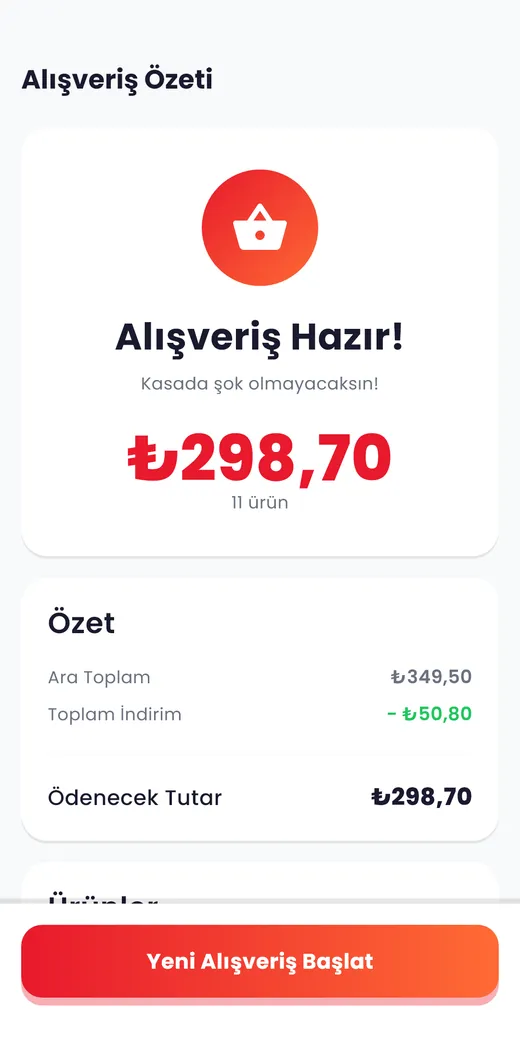 Alışveriş Özeti
Alışveriş Hazır!
Kasada şok olmayacaksın!
₺298,70
11 ürün
Özet
Ara Toplam ₺349,50
Toplam İndirim - ₺50,80
Ödenecek Tutar ₺298,70
Ürünler
Yeni Alışveriş Başlat